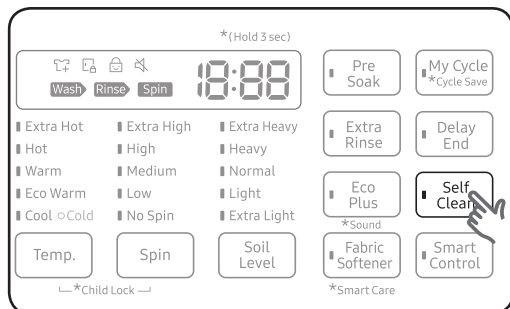 *(Hold 3 sec)
18:88
Wash Rinse Spin
Pre
Soak
My Cycle
*Cycle Save
Extra Hot
Hot
Warm
Eco Warm
Cool Cold
Extra High
High
Medium
Low
No Spin
Extra Heavy
Heavy
Normal
Light
Extra Light
Extra
Rinse
Delay
End
Eco
Plus
*Sound
Self
Clean
Temp.
Spin
Soil
Level
Fabric
Softener
Smart
Control
*Child Lock
*Smart Care